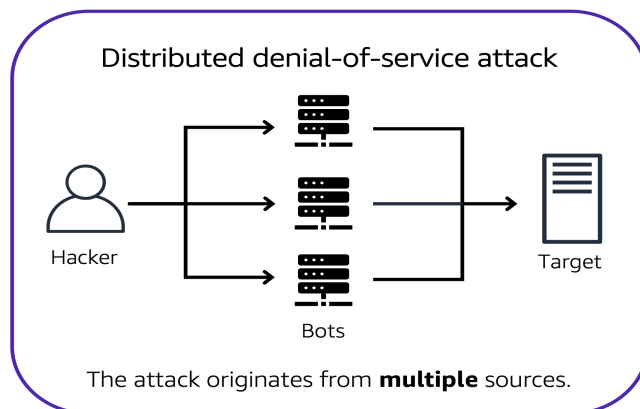 Distributed denial-of-service attack
Hacker
Bots
Target
The attack originates from multiple sources.